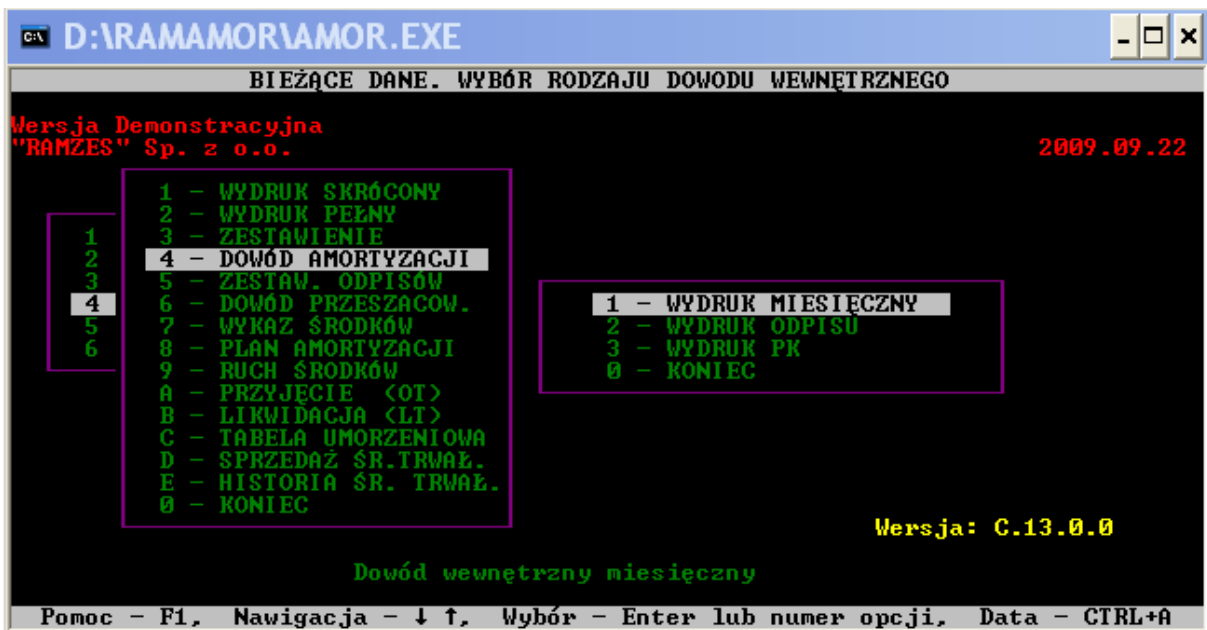 D:\RAMAMOR\AMOR.EXE
BIEŻĄCE DANE. WYBÓR RODZAJU DOWODU WEWNĘTRZNEGO
Wersja Demonstracyjna
"RAMZES" Sp. z o.o.
2009.09.22
1
2
3
4
5
6
1 - WYDRUK SKRÓCONY
2 - WYDRUK PEŁNY
3 - ZESTAWIENIE
4 - DOWÓD AMORTYZACJI
5 - ZESTAW. ODPISÓW
6 - DOWÓD PRZESZACOW.
7 - WYKAZ ŚRODKÓW
8 - PLAN AMORTYZACJI
9 - RUCH ŚRODKÓW
A - PRZYJĘCIE (OT)
B - LIKWIDACJA (LT)
C - TABELA UMORZENIOWA
D - SPRZEDAŻ ŚR.TRWAŁ.
E - HISTORIA ŚR. TRWAŁ.
0 - KONIEC
1 - WYDRUK MIESIĘCZNY
2 - WYDRUK ODPISU
3 - WYDRUK PK
0 - KONIEC
Wersja: C.13.0.0
Dowód wewnętrzny miesięczny
Pomoc - F1, Nawigacja - ↓ ↑, Wybór - Enter lub numer opcji, Data - CTRL+A